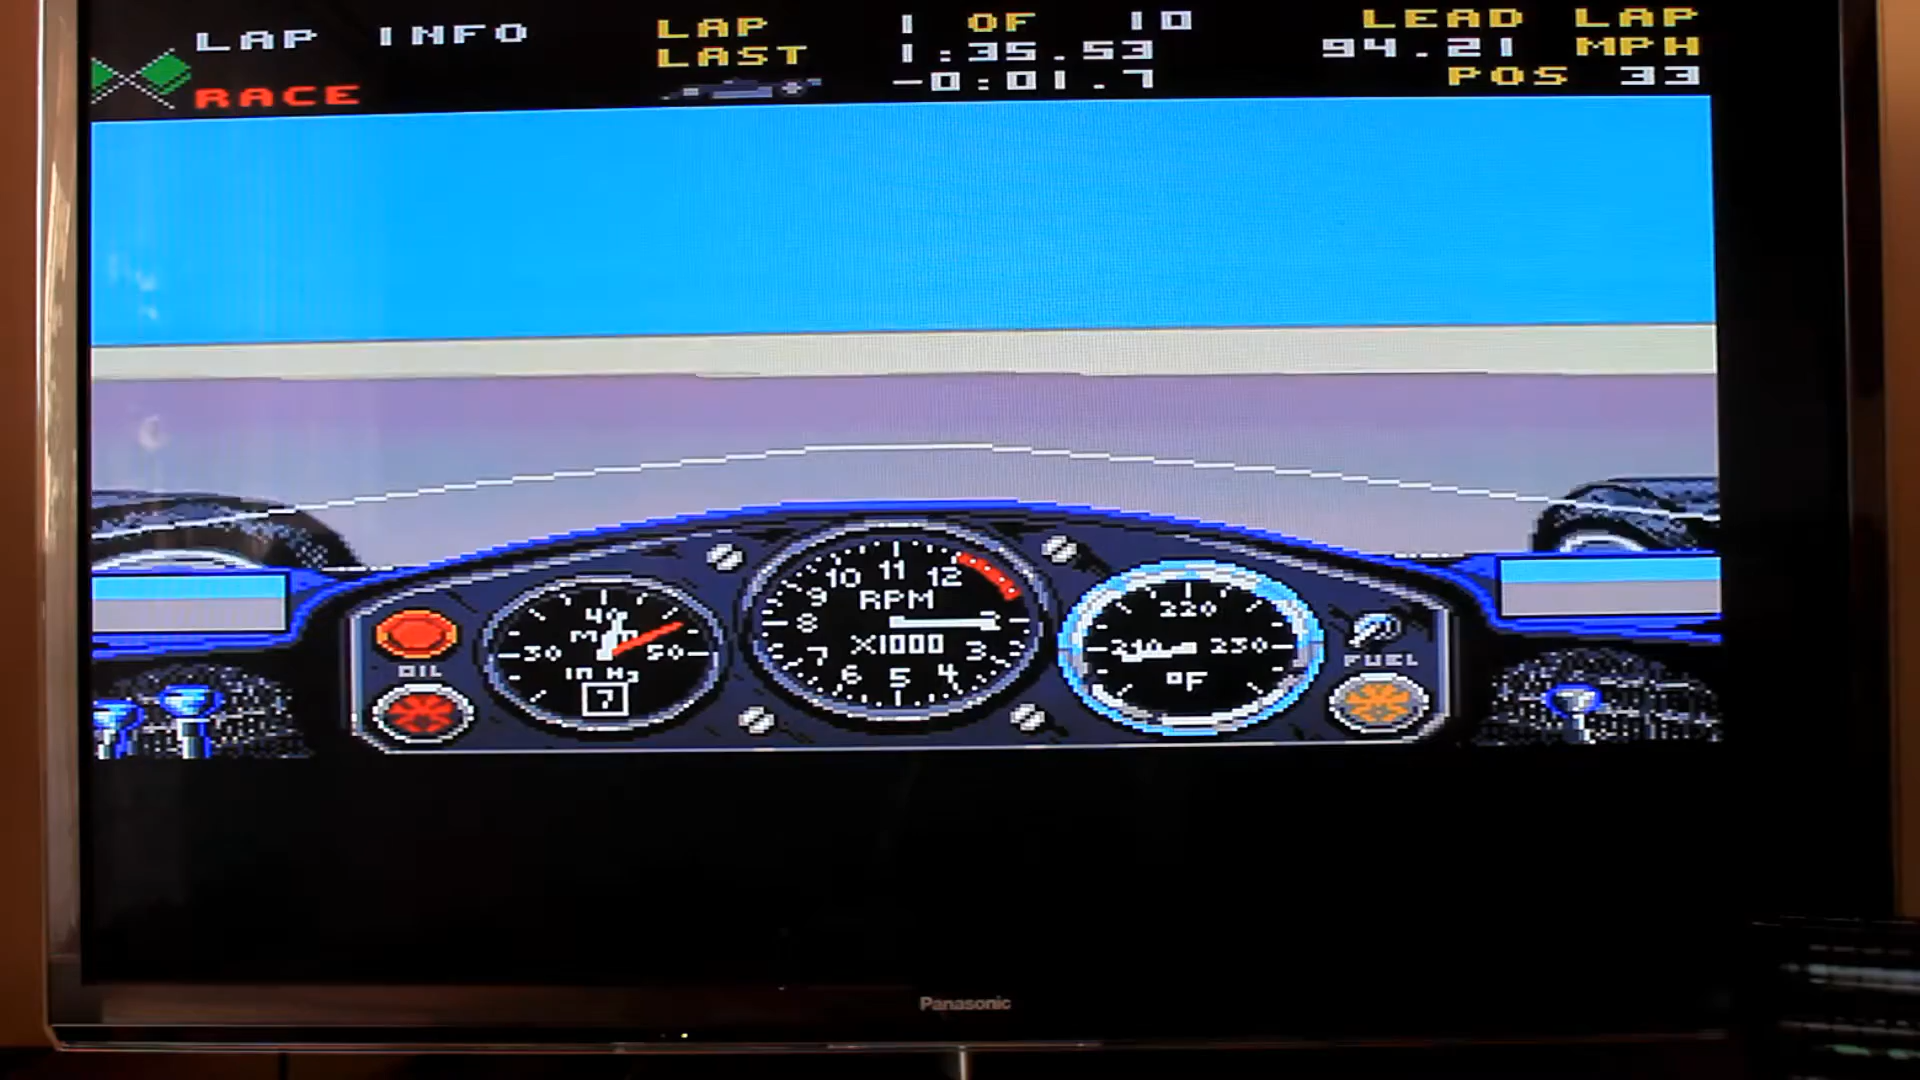 LAP INFO LAP 1 OF 10 LEAD LAP
LAST 1:35.53 94.21 MPH
RACE -0:01.7 POS 33
11
10 12
9 RPM
8 X1000
7 3
6 5 4
40
30 50
IN Hg
7
OIL
220
210 230
°F
FUEL
Panasonic